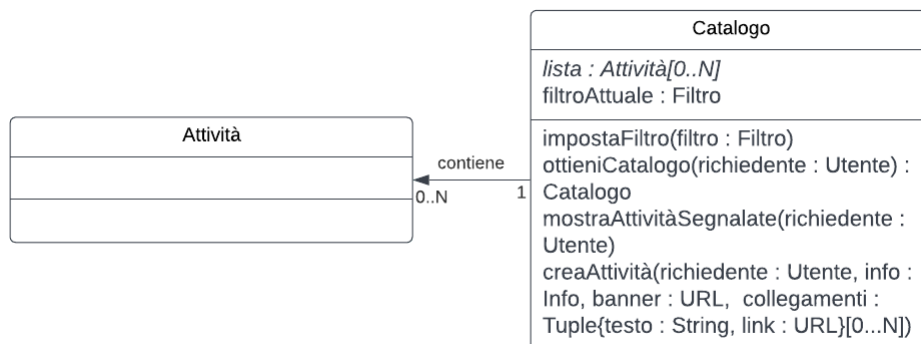 Catalogo
lista : Attività[0..N]
filtroAttuale : Filtro
Attività
impostaFiltro(filtro : Filtro)
ottieniCatalogo(richiedente : Utente) :
Catalogo
mostraAttivitàSegnalate(richiedente :
Utente)
creaAttività(richiedente : Utente, info :
Info, banner : URL,  collegamenti :
Tuple{testo : String, link : URL}[0...N])
contiene
0..N
1